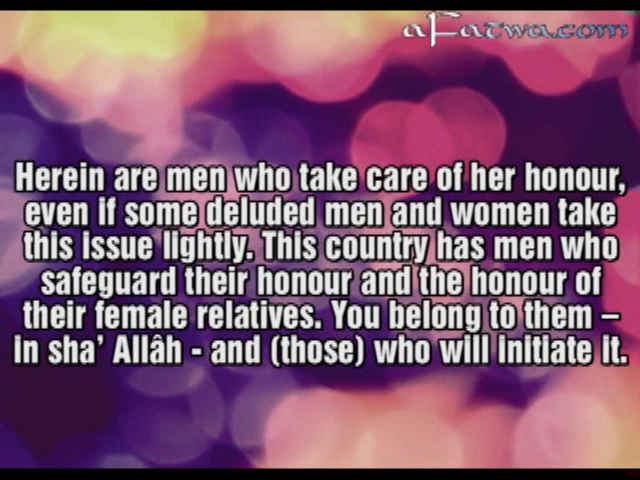 aFatwa.com
Herein are men who take care of her honour,
even if some deluded men and women take
this issue lightly. This country has men who
safeguard their honour and the honour of
their female relatives. You belong to them –
in sha’ Allâh - and (those) who will initiate it.